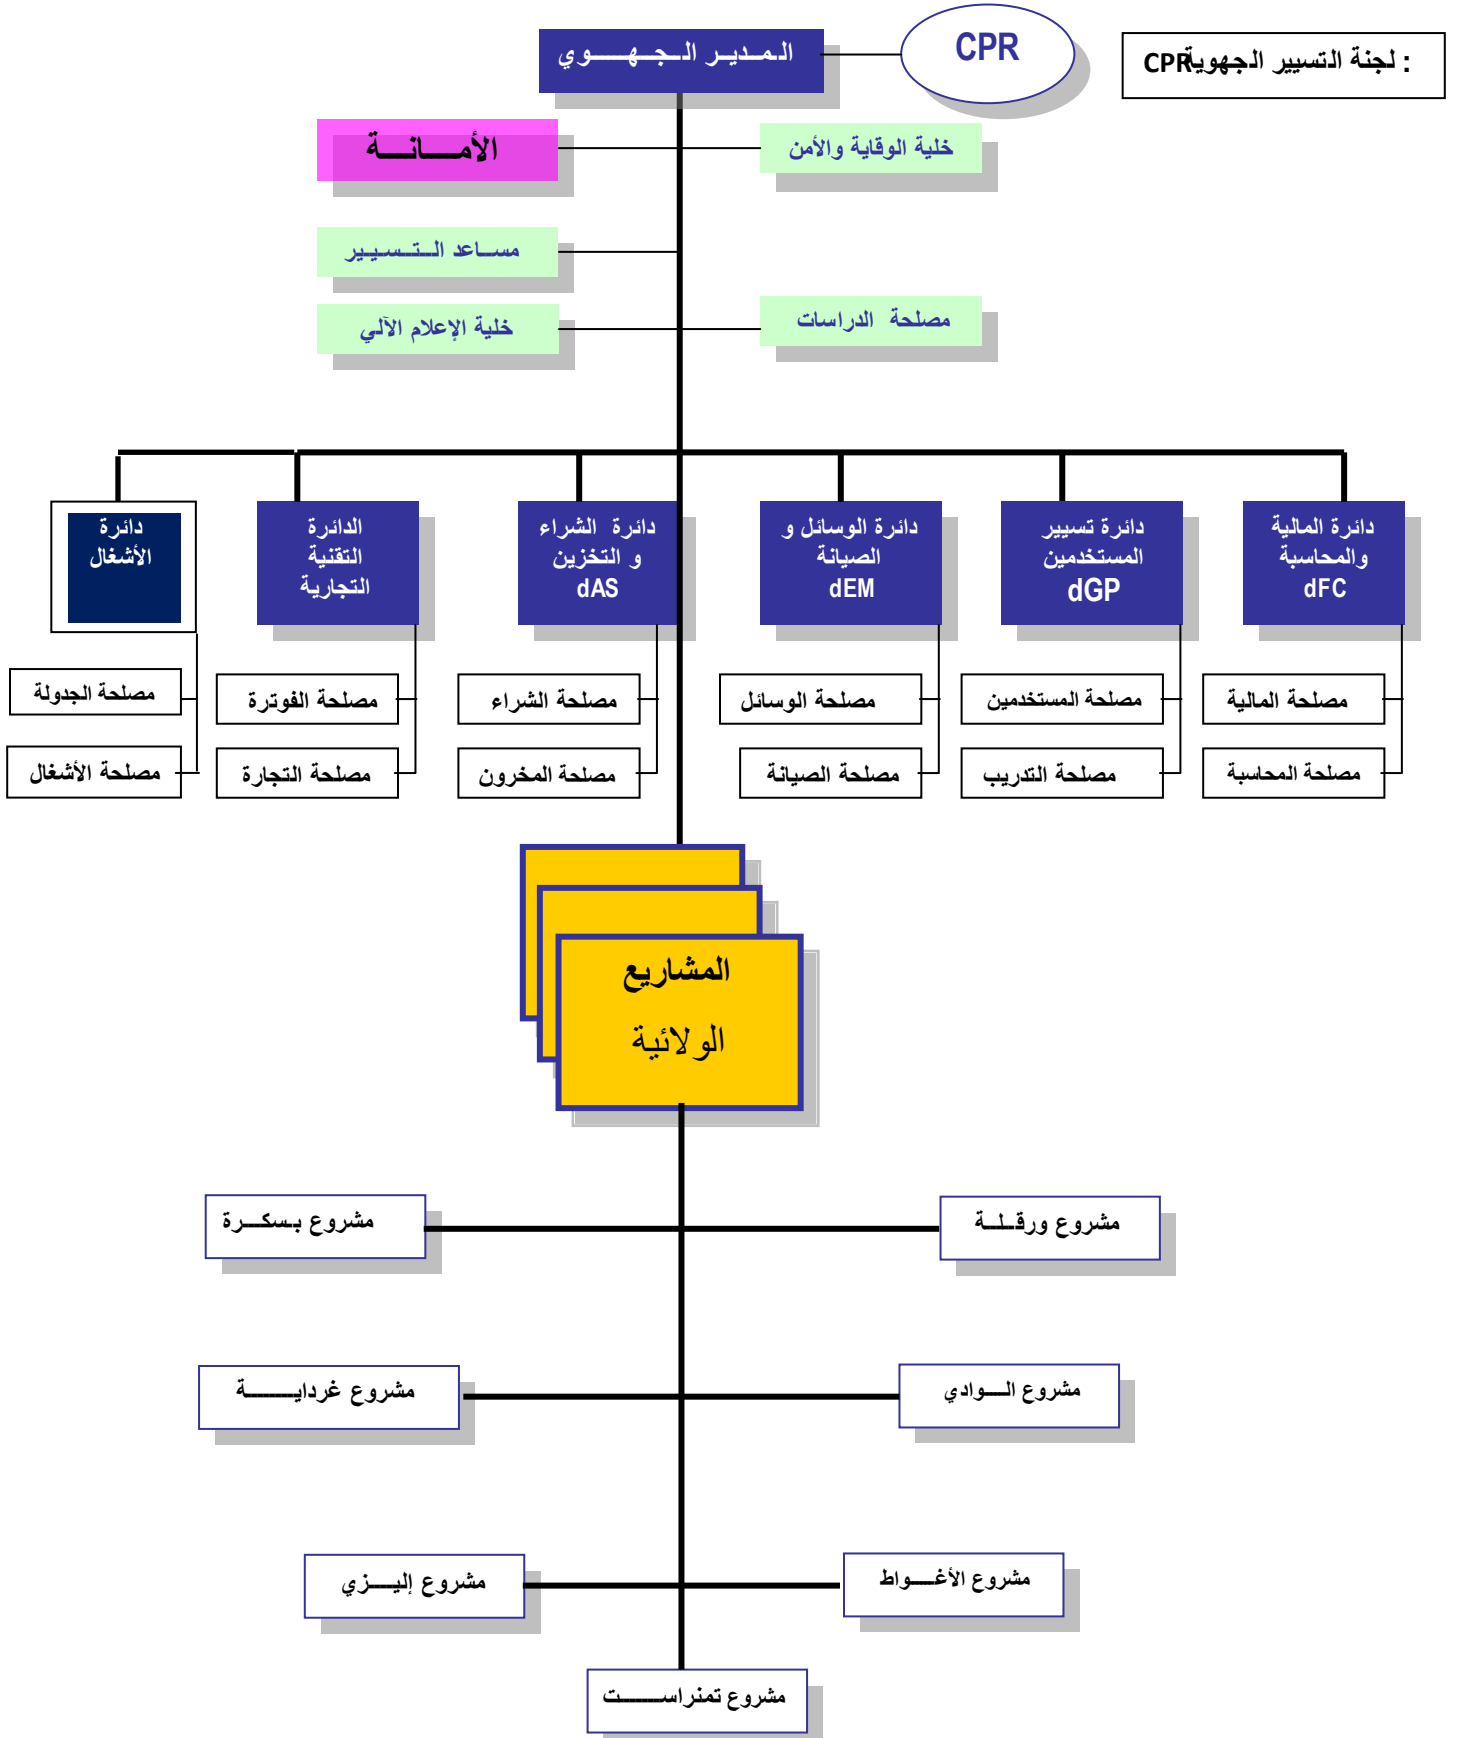 المدير الجهوي
CPR
CPR: لجنة التسيير الجهوية
خلية الوقاية والأمن
الأمانة
مساعد التسيير
مصلحة الدراسات
خلية الإعلام الآلي
دائرة المالية
والمحاسبة
dFC
دائرة تسيير
المستخدمين
dGP
دائرة الوسائل و
الصيانة
dEM
دائرة الشراء
و التخزين
dAS
الدائرة
التقنية
التجارية
دائرة
الأشغال
مصلحة المالية
مصلحة المستخدمين
مصلحة الوسائل
مصلحة الشراء
مصلحة الفوترة
مصلحة الجدولة
مصلحة المحاسبة
مصلحة التدريب
مصلحة الصيانة
مصلحة المخرون
مصلحة التجارة
مصلحة الأشغال
المشاريع
الولائية
مشروع ورقلة
مشروع بسكرة
مشروع الوادي
مشروع غرداية
مشروع الأغواط
مشروع إليزي
مشروع تمنراست